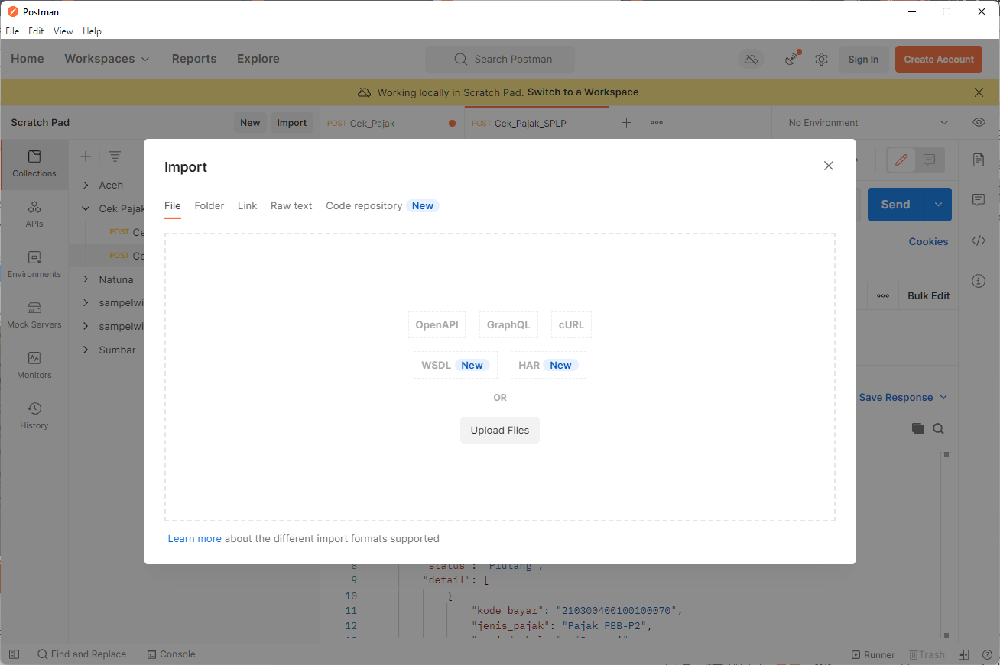 Postman
File Edit View Help
Home Workspaces Reports Explore Search Postman Sign In Create Account
Working locally in Scratch Pad. Switch to a Workspace
Scratch Pad New Import POST Cek_Pajak POST Cek_Pajak_SPLP No Environment
Import
Collections
Aceh
File Folder Link Raw text Code repository New
Cek Pajak
Send
APIs
POST Ce
Cookies
POST Ce
Environments
Natuna
Bulk Edit
sampelwi
Mock Servers
OpenAPI GraphQL cURL
sampelwi
Sumbar
WSDL New HAR New
Monitors
OR
Save Response
History
Upload Files
Learn more about the different import formats supported
8 "status": "Piutang",
9 "detail": [
10 {
11 "kode_bayar": "210300400100100070",
12 "jenis_pajak": "Pajak PBB-P2",
Find and Replace Console Runner Trash